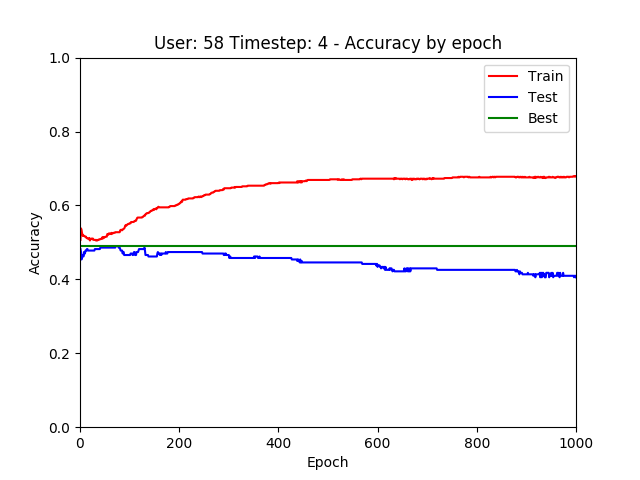 User: 58 Timestep: 4 - Accuracy by epoch
1.0
0.8
0.6
0.4
0.2
0.0
Accuracy
0 200 400 600 800 1000
Epoch
Train
Test
Best